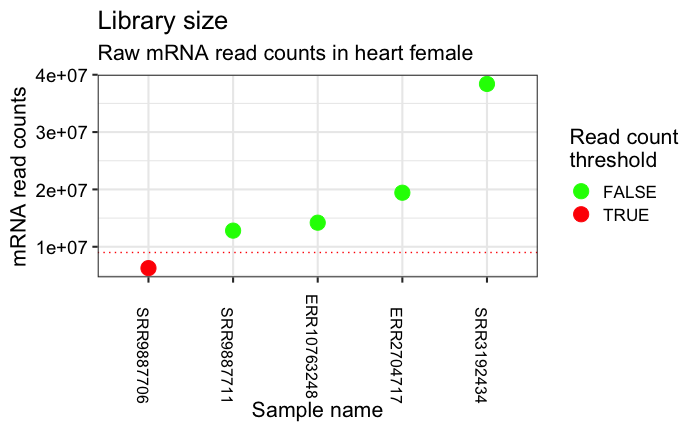 Library size
Raw mRNA read counts in heart female
mRNA read counts
4e+07
3e+07
2e+07
1e+07
SRR9887706
SRR9887711
ERR10763248
ERR2704717
SRR3192434
Sample name
Read count
threshold
FALSE
TRUE